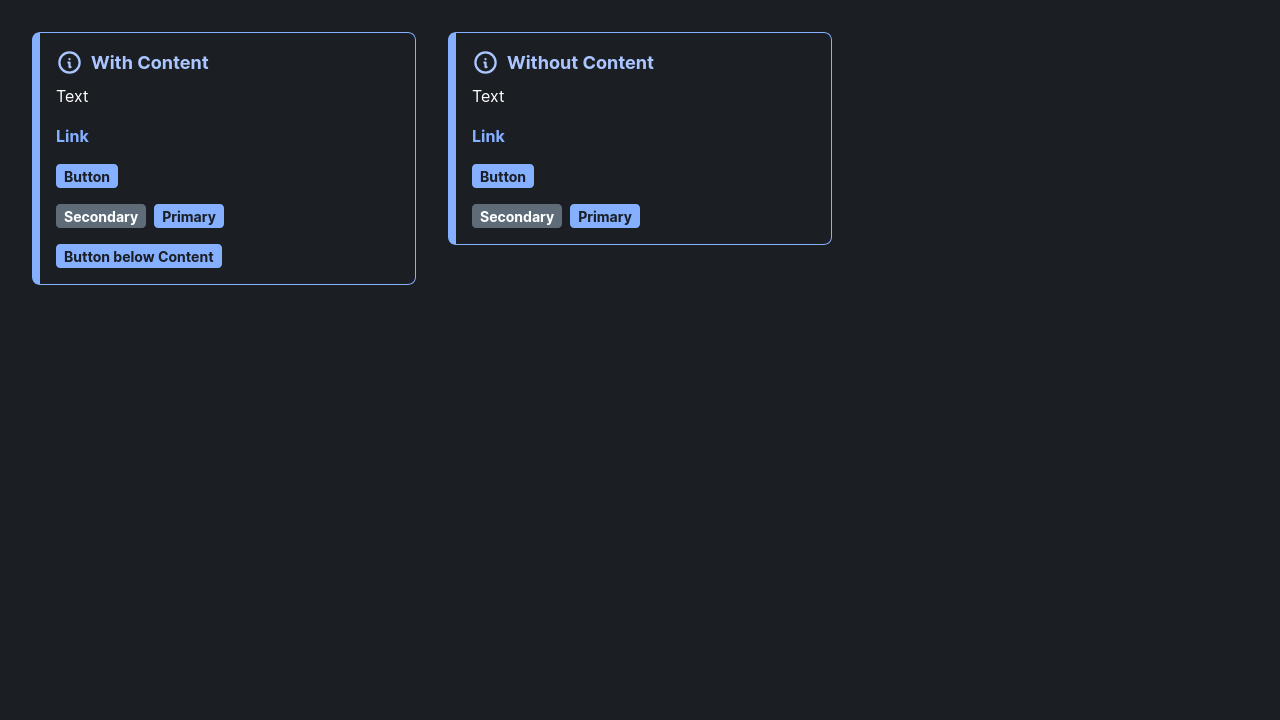 With Content
Text
Link
Button
Secondary Primary
Button below Content
Without Content
Text
Link
Button
Secondary Primary